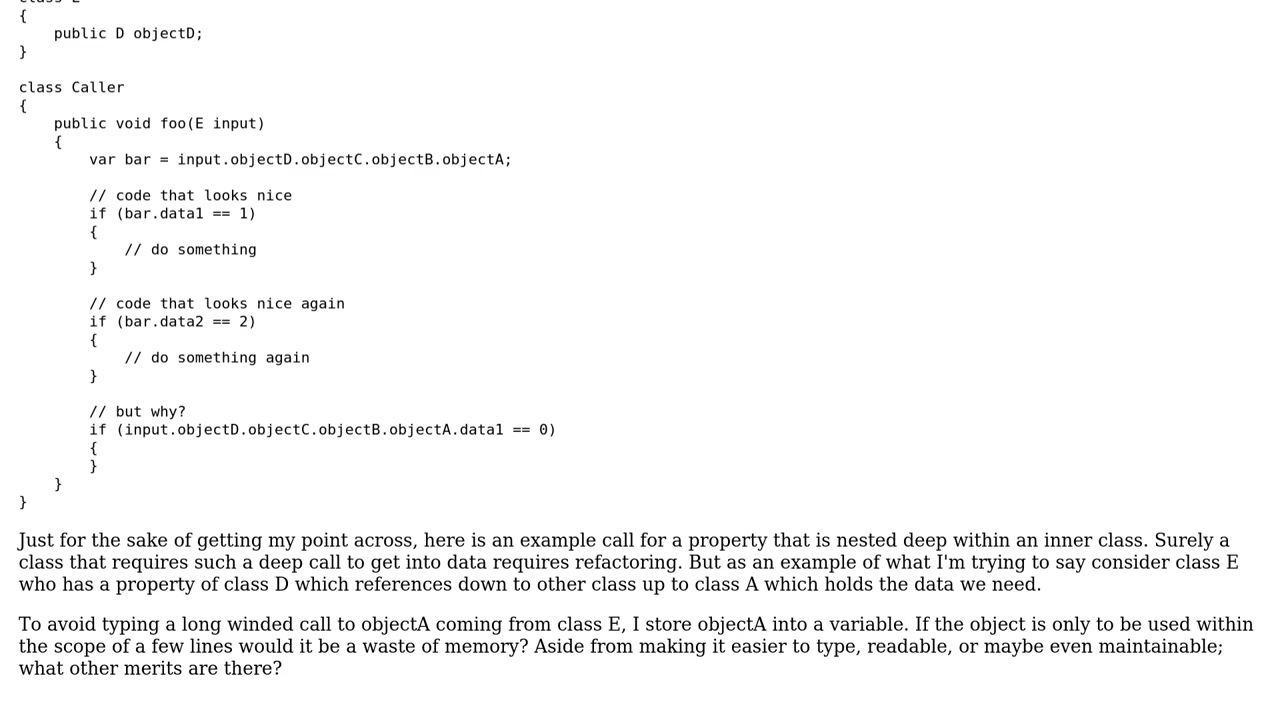 {
    public D objectD;
}
class Caller
{
    public void foo(E input)
    {
        var bar = input.objectD.objectC.objectB.objectA;
        // code that looks nice
        if (bar.data1 == 1)
        {
            // do something
        }
        // code that looks nice again
        if (bar.data2 == 2)
        {
            // do something again
        }
        // but why?
        if (input.objectD.objectC.objectB.objectA.data1 == 0)
        {
        }
    }
}
Just for the sake of getting my point across, here is an example call for a property that is nested deep within an inner class. Surely a
class that requires such a deep call to get into data requires refactoring. But as an example of what I'm trying to say consider class E
who has a property of class D which references down to other class up to class A which holds the data we need.
To avoid typing a long winded call to objectA coming from class E, I store objectA into a variable. If the object is only to be used within
the scope of a few lines would it be a waste of memory? Aside from making it easier to type, readable, or maybe even maintainable;
what other merits are there?